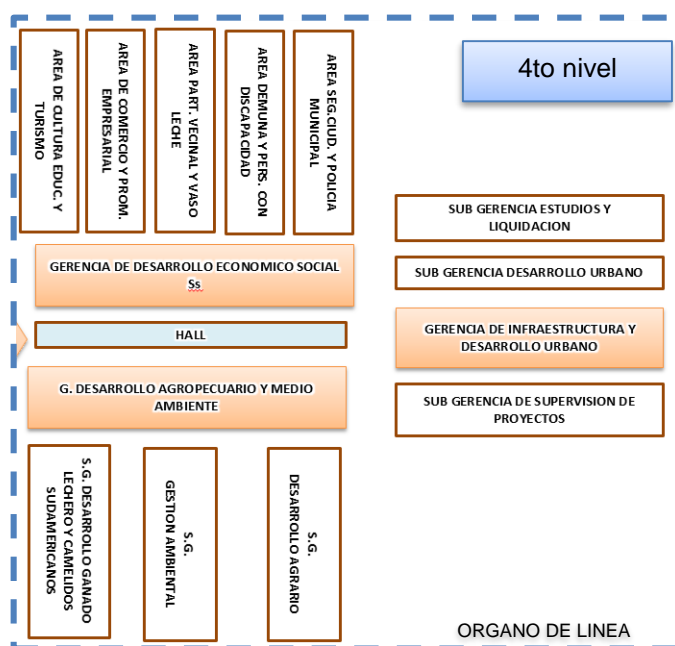 AREA DE CULTURA EDUC. Y
TURISMO
AREA DE COMERCIO Y PROM.
EMPRESARIAL
AREA PART. VECINAL Y VASO
LECHE
AREA DEMUNA Y PERS. CON
DISCAPACIDAD
AREA SEG.CIUD. Y POLICIA
MUNICIPAL
4to nivel
SUB GERENCIA ESTUDIOS Y
LIQUIDACION
GERENCIA DE DESARROLLO ECONOMICO SOCIAL
Ss
SUB GERENCIA DESARROLLO URBANO
HALL
GERENCIA DE INFRAESTRUCTURA Y
DESARROLLO URBANO
G. DESARROLLO AGROPECUARIO Y MEDIO
AMBIENTE
SUB GERENCIA DE SUPERVISION DE
PROYECTOS
S.G. DESARROLLO GANADO
LECHERO Y CAMELIDOS
SUDAMERICANOS
S.G.
GESTION AMBIENTAL
S.G.
DESARROLLO AGRARIO
ORGANO DE LINEA